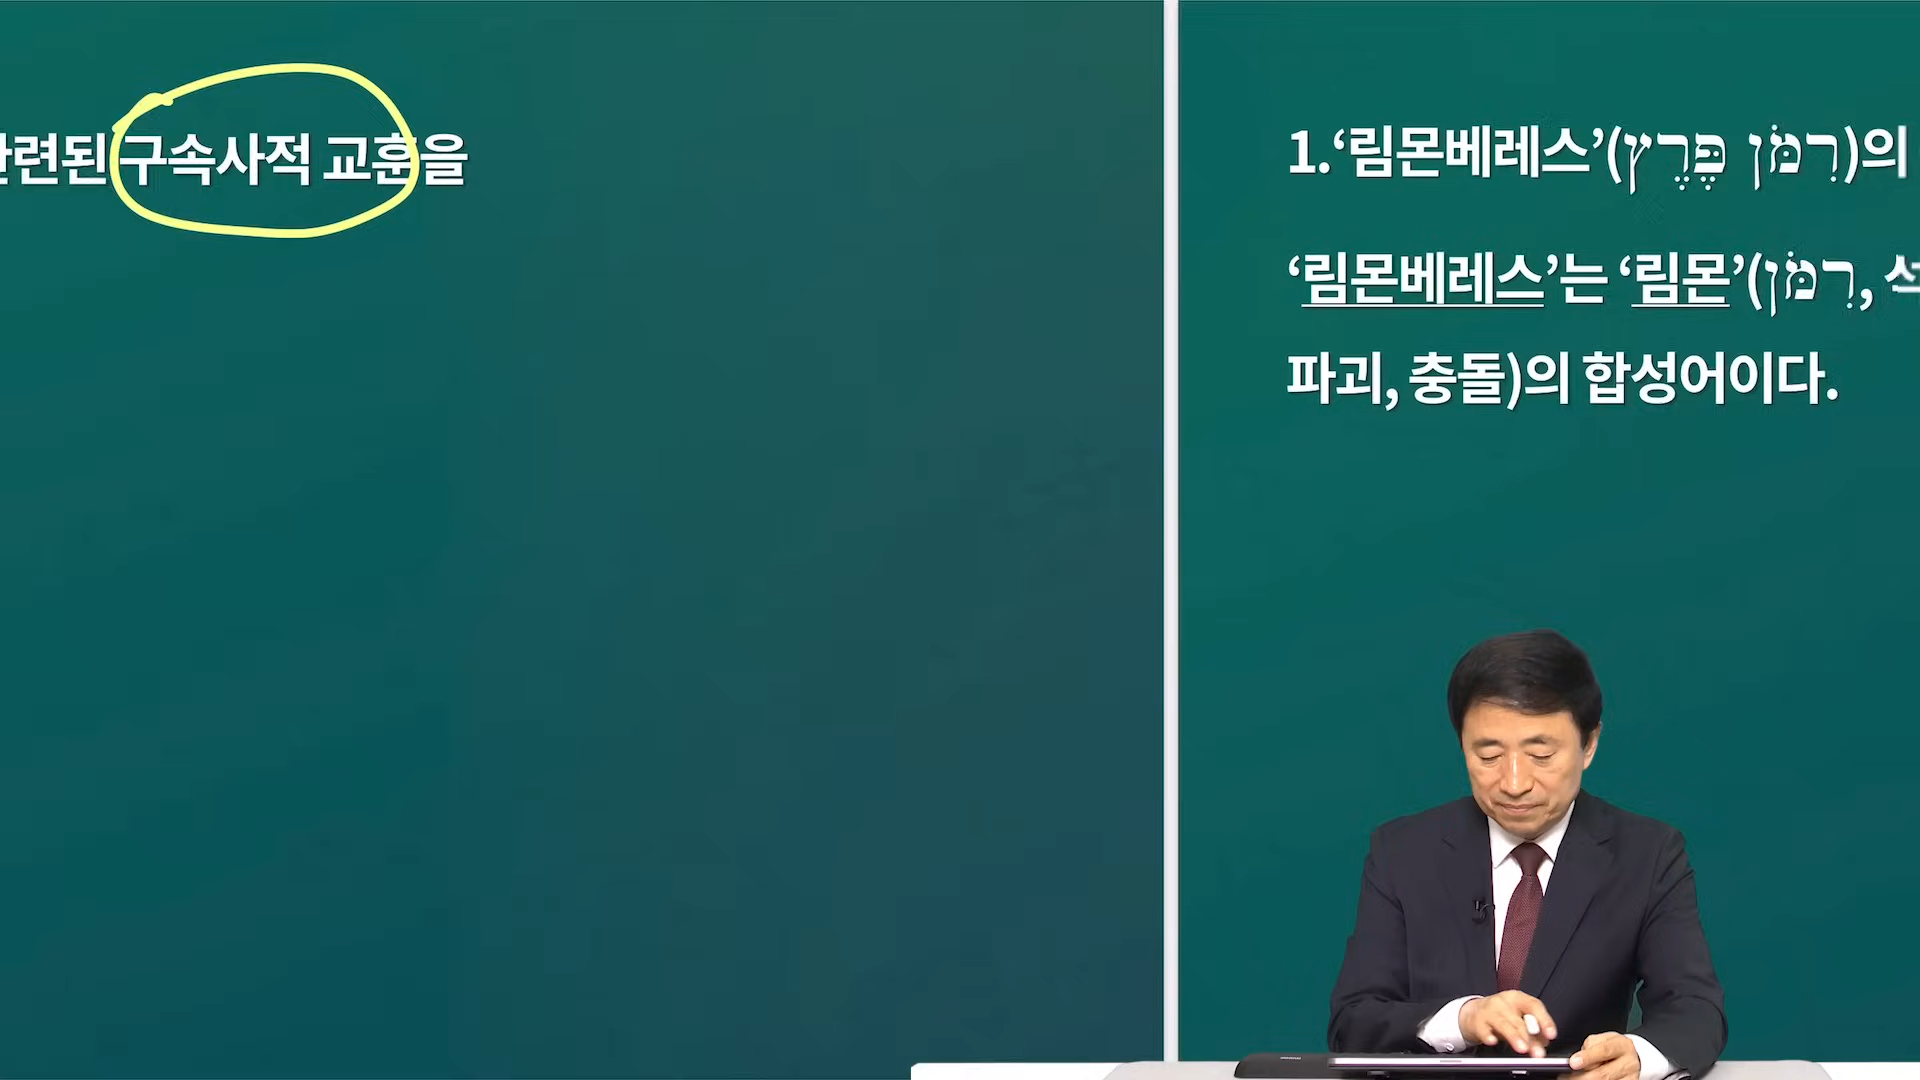 관련된 구속사적 교훈을
1.‘림몬베레스’(רִמֹּן פֶּרֶץ)의
‘림몬베레스’는 ‘림몬’(רִמֹּן,
파괴, 충돌)의 합성어이다.